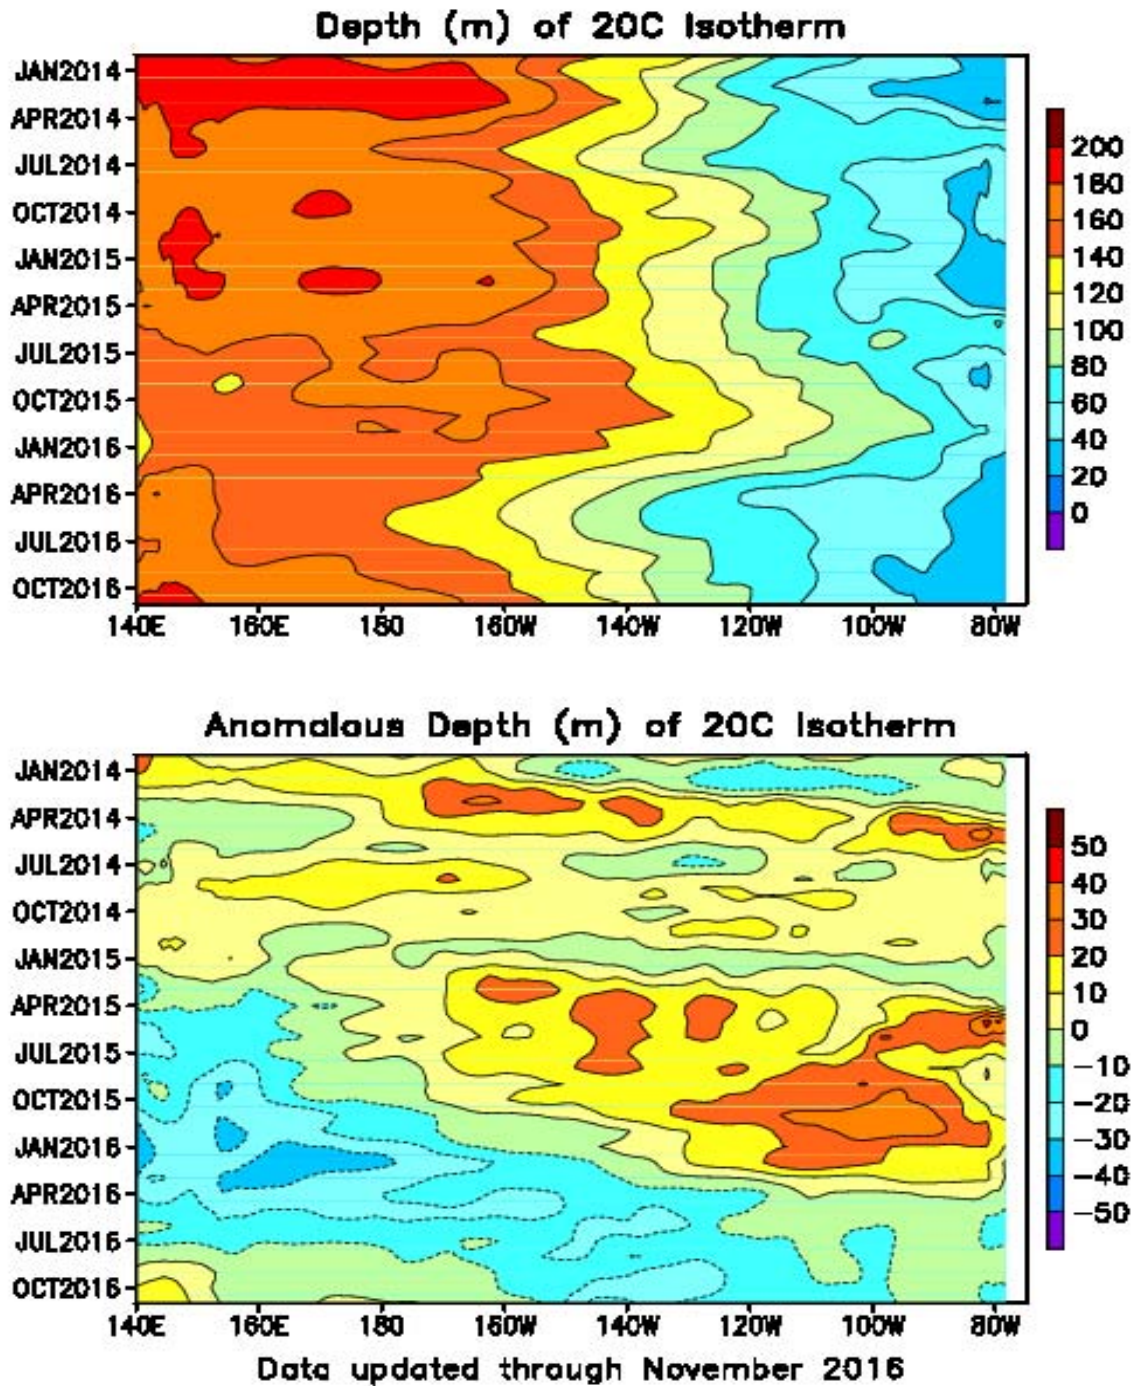 Depth (m) of 20C Isotherm
JAN2014
APR2014
JUL2014
OCT2014
JAN2015
APR2015
JUL2015
OCT2015
JAN2016
APR2016
JUL2016
OCT2016
140E 160E 180 160W 140W 120W 100W 80W
200
180
160
140
120
100
80
60
40
20
0
Anomalous Depth (m) of 20C Isotherm
JAN2014
APR2014
JUL2014
OCT2014
JAN2015
APR2015
JUL2015
OCT2015
JAN2016
APR2016
JUL2016
OCT2016
140E 160E 180 160W 140W 120W 100W 80W
50
40
30
20
10
0
-10
-20
-30
-40
-50
Data updated through November 2016